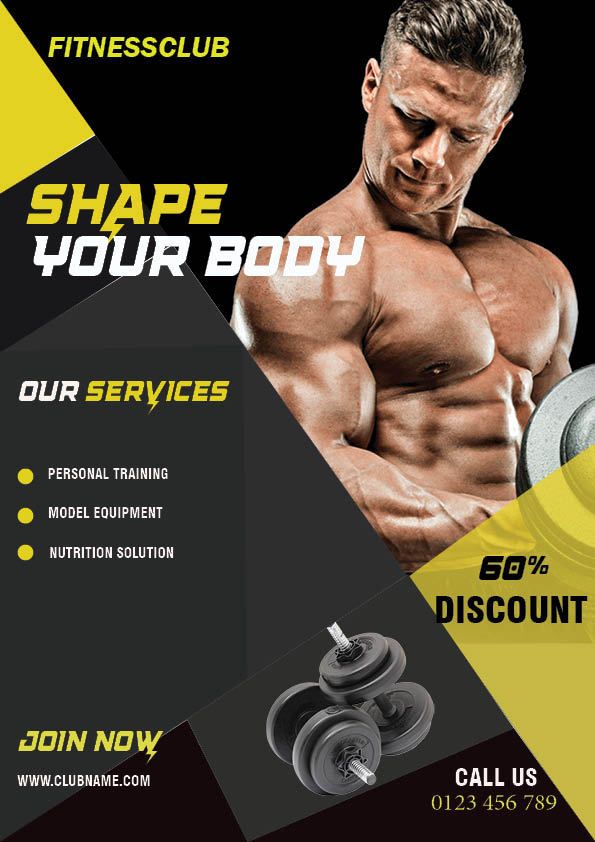 FITNESSCLUB
SHAPE
YOUR BODY
OUR SERVICES
PERSONAL TRAINING
MODEL EQUIPMENT
NUTRITION SOLUTION
60%
DISCOUNT
JOIN NOW
WWW.CLUBNAME.COM
CALL US
0123 456 789